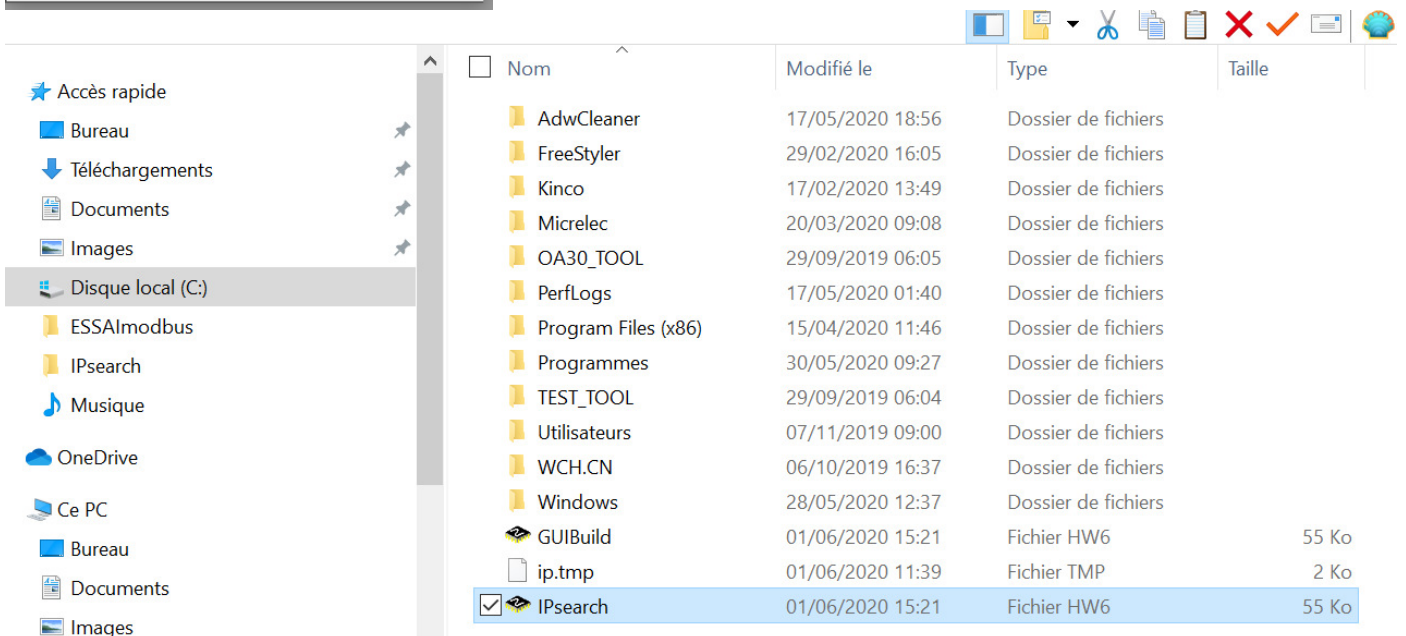 Nom Modifié le Type Taille
Accès rapide
Bureau
Téléchargements
Documents
Images
Disque local (C:)
ESSAImodbus
IPsearch
Musique
OneDrive
Ce PC
Bureau
Documents
Images
AdwCleaner 17/05/2020 18:56 Dossier de fichiers
FreeStyler 29/02/2020 16:05 Dossier de fichiers
Kinco 17/02/2020 13:49 Dossier de fichiers
Micrelec 20/03/2020 09:08 Dossier de fichiers
OA30_TOOL 29/09/2019 06:05 Dossier de fichiers
PerfLogs 17/05/2020 01:40 Dossier de fichiers
Program Files (x86) 15/04/2020 11:46 Dossier de fichiers
Programmes 30/05/2020 09:27 Dossier de fichiers
TEST_TOOL 29/09/2019 06:04 Dossier de fichiers
Utilisateurs 07/11/2019 09:00 Dossier de fichiers
WCH.CN 06/10/2019 16:37 Dossier de fichiers
Windows 28/05/2020 12:37 Dossier de fichiers
GUIBuild 01/06/2020 15:21 Fichier HW6 55 Ko
ip.tmp 01/06/2020 11:39 Fichier TMP 2 Ko
IPsearch 01/06/2020 15:21 Fichier HW6 55 Ko